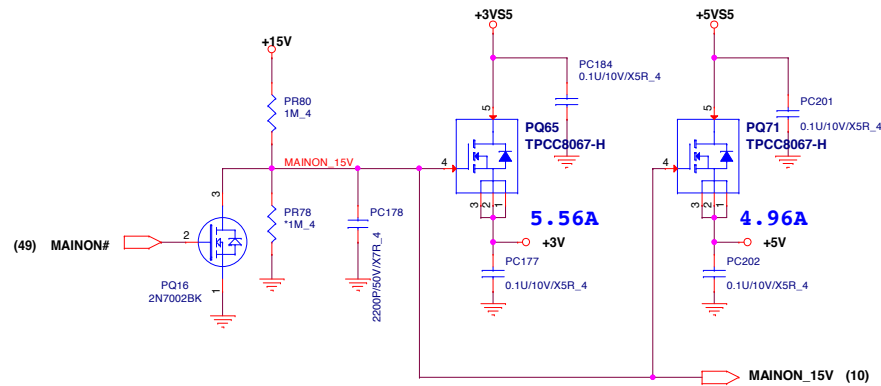 +15V
PR80
1M_4
MAINON_15V
3
PR78
*1M_4
PC178
2200P/50V/X7R_4
(49) MAINON#
2
1
PQ16
2N7002BK
+3VS5
PC184
0.1U/10V/X5R_4
5
PQ65
TPCC8067-H
4
3
2
1
5.56A
+3V
PC177
0.1U/10V/X5R_4
+5VS5
PC201
0.1U/10V/X5R_4
5
PQ71
TPCC8067-H
4
3
2
1
4.96A
+5V
PC202
0.1U/10V/X5R_4
MAINON_15V (10)